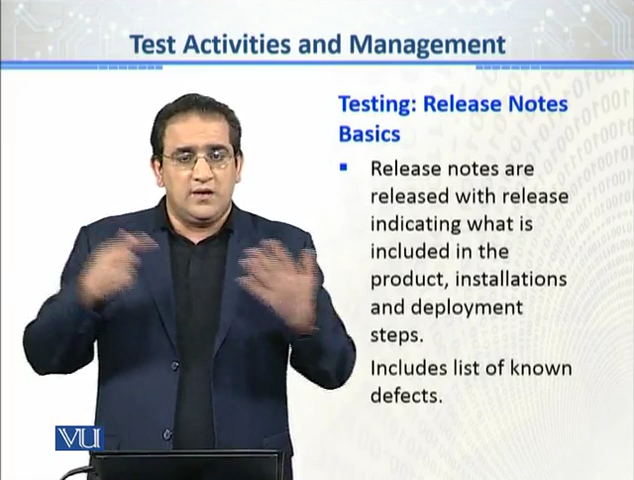 Test Activities and Management
Testing: Release Notes
Basics
Release notes are
released with release
indicating what is
included in the
product, installations
and deployment
steps.
Includes list of known
defects.
VU